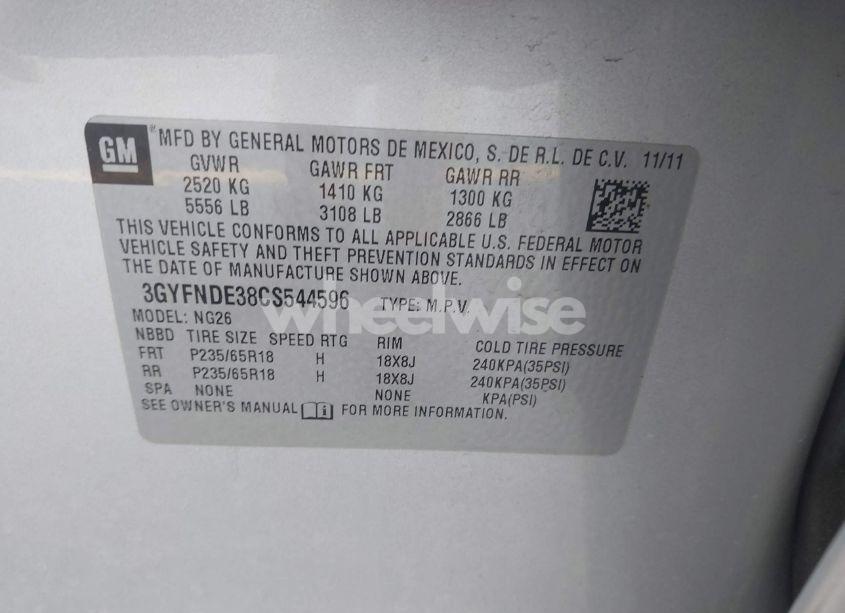 GM
MFD BY GENERAL MOTORS DE MEXICO, S. DE R.L. DE C.V. 11/11
GVWR GAWR FRT GAWR RR
2520 KG 1410 KG 1300 KG
5556 LB 3108 LB 2866 LB
THIS VEHICLE CONFORMS TO ALL APPLICABLE U.S. FEDERAL MOTOR
VEHICLE SAFETY AND THEFT PREVENTION STANDARDS IN EFFECT ON
THE DATE OF MANUFACTURE SHOWN ABOVE.
3GYFNDE38CS544596 TYPE: M.P.V.
wheelwise
MODEL: NG26
NBBD TIRE SIZE SPEED RTG RIM COLD TIRE PRESSURE
FRT P235/65R18 H 18X8J 240KPA(35PSI)
RR P235/65R18 H 18X8J 240KPA(35PSI)
SPA NONE NONE KPA(PSI)
SEE OWNER'S MANUAL FOR MORE INFORMATION.